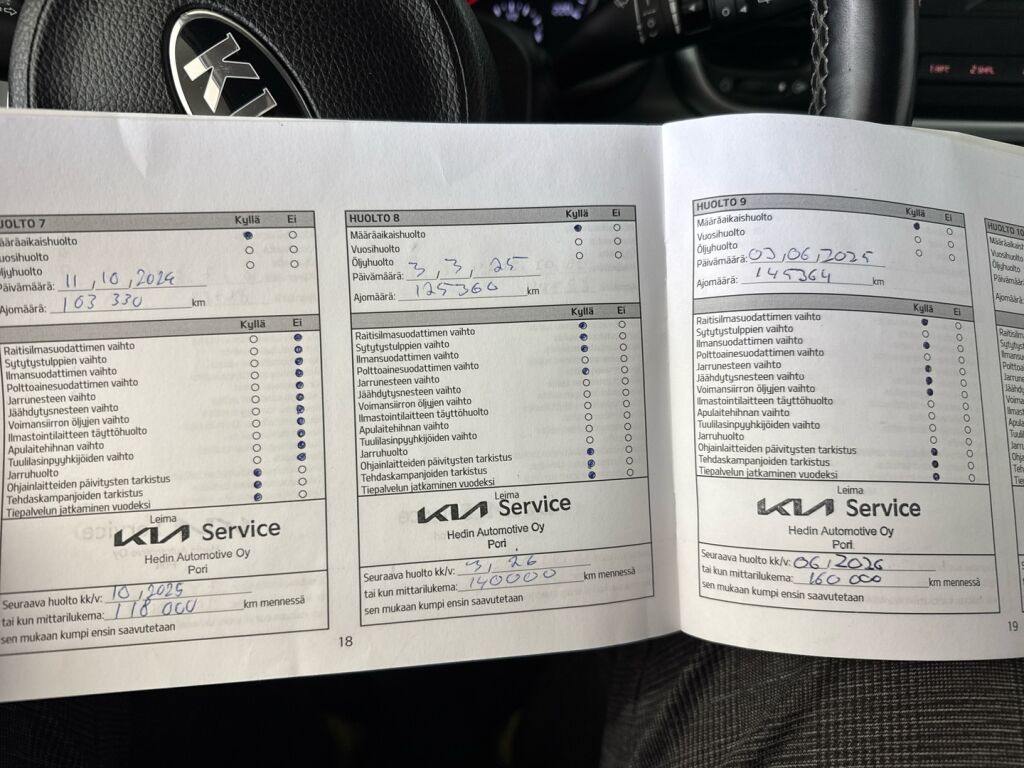 KIA
UOLTO 7
Kyllä Ei
ääräaikaishuolto
uosihuolto
ljyhuolto
Päivämäärä: 11,10,2024
Ajomäärä: 103 330 km
Kyllä Ei
Raitisilmasuodattimen vaihto
Sytytystulppien vaihto
Ilmansuodattimen vaihto
Polttoainesuodattimen vaihto
Jarrunesteen vaihto
Jäähdytysnesteen vaihto
Voimansiirron öljyjen vaihto
Ilmastointilaitteen täyttöhuolto
Apulaitehihnan vaihto
Tuulilasinpyyhkijöiden vaihto
Jarruhuolto
Ohjainlaitteiden päivitysten tarkistus
Tehdaskampanjoiden tarkistus
Tiepalvelun jatkaminen vuodeksi
Leima
KIA Service
Hedin Automotive Oy
Pori
Seuraava huolto kk/v: 10,2025
tai kun mittarilukema: 118 000 km mennessä
sen mukaan kumpi ensin saavutetaan
18
HUOLTO 8
Kyllä Ei
Määräaikaishuolto
Vuosihuolto
Öljyhuolto
Päivämäärä: 3, 3, 25
Ajomäärä: 125360 km
Kyllä Ei
Raitisilmasuodattimen vaihto
Sytytystulppien vaihto
Ilmansuodattimen vaihto
Polttoainesuodattimen vaihto
Jarrunesteen vaihto
Jäähdytysnesteen vaihto
Voimansiirron öljyjen vaihto
Ilmastointilaitteen täyttöhuolto
Apulaitehihnan vaihto
Tuulilasinpyyhkijöiden vaihto
Jarruhuolto
Ohjainlaitteiden päivitysten tarkistus
Tehdaskampanjoiden tarkistus
Tiepalvelun jatkaminen vuodeksi
Leima
KIA Service
Hedin Automotive Oy
Pori
Seuraava huolto kk/v: 3, 26
tai kun mittarilukema: 140000 km mennessä
sen mukaan kumpi ensin saavutetaan
HUOLTO 9
Kyllä Ei
Määräaikaishuolto
Vuosihuolto
Öljyhuolto
Päivämäärä: 03,06,2025
Ajomäärä: 145364 km
Kyllä Ei
Raitisilmasuodattimen vaihto
Sytytystulppien vaihto
Ilmansuodattimen vaihto
Polttoainesuodattimen vaihto
Jarrunesteen vaihto
Jäähdytysnesteen vaihto
Voimansiirron öljyjen vaihto
Ilmastointilaitteen täyttöhuolto
Apulaitehihnan vaihto
Tuulilasinpyyhkijöiden vaihto
Jarruhuolto
Ohjainlaitteiden päivitysten tarkistus
Tehdaskampanjoiden tarkistus
Tiepalvelun jatkaminen vuodeksi
Leima
KIA Service
Hedin Automotive Oy
Pori
Seuraava huolto kk/v: 06,2026
tai kun mittarilukema: 160 000 km mennessä
sen mukaan kumpi ensin saavutetaan
19
HUOLTO 10